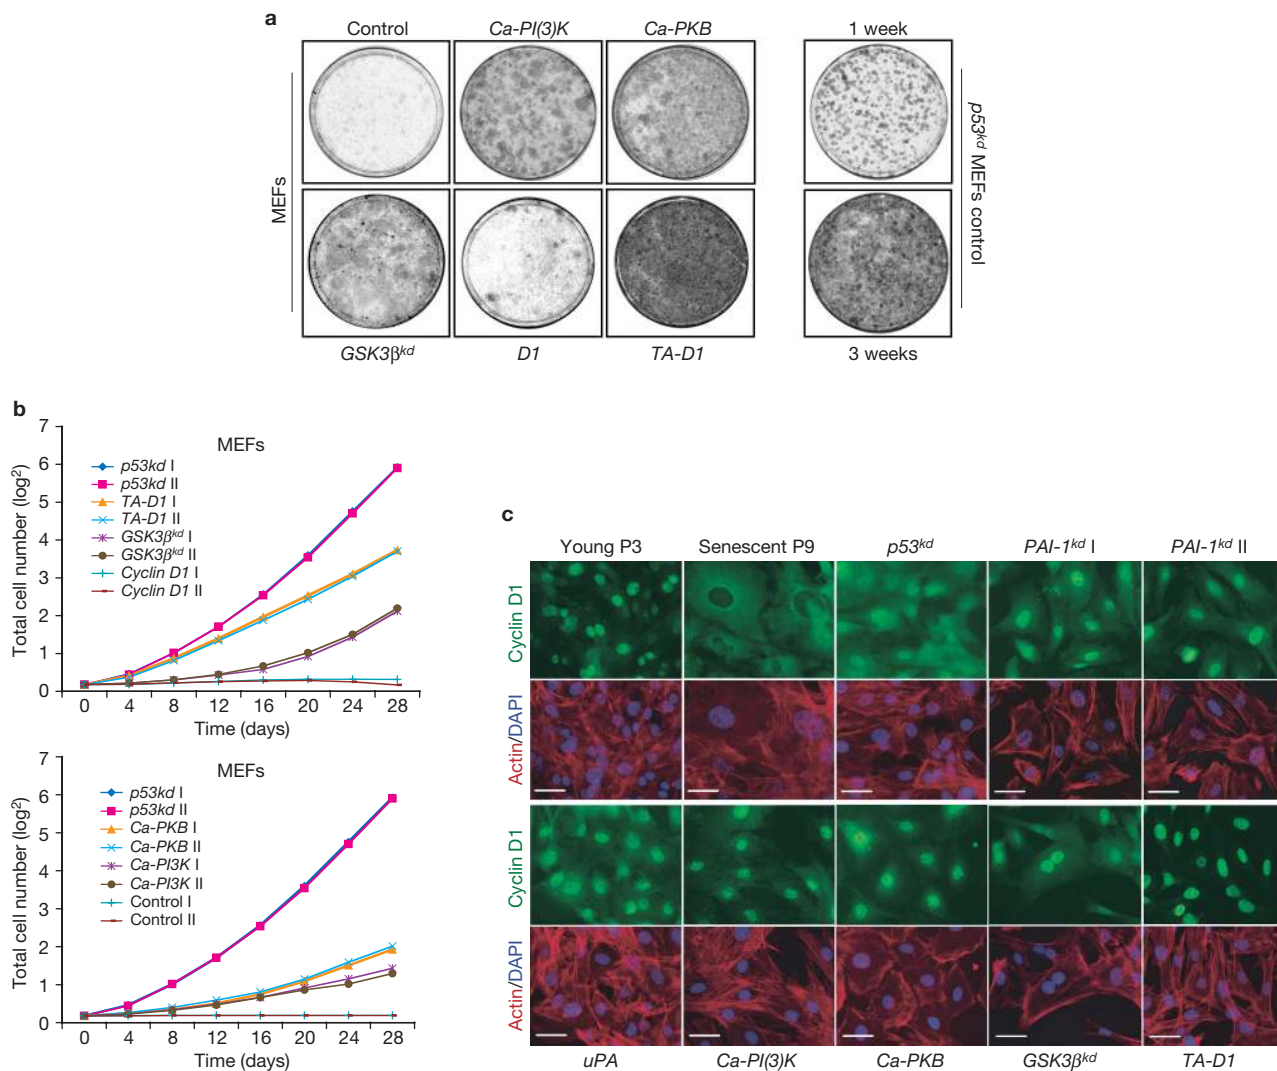 a
Control Ca-PI(3)K Ca-PKB 1 week
MEFs
p53kd MEFs control
GSK3βkd D1 TA-D1 3 weeks
b
MEFs
Total cell number (log2)
7
6
5
4
3
2
1
0
p53kd I
p53kd II
TA-D1 I
TA-D1 II
GSK3βkd I
GSK3βkd II
Cyclin D1 I
Cyclin D1 II
0 4 8 12 16 20 24 28
Time (days)
MEFs
Total cell number (log2)
7
6
5
4
3
2
1
0
p53kd I
p53kd II
Ca-PKB I
Ca-PKB II
Ca-PI3K I
Ca-PI3K II
Control I
Control II
0 4 8 12 16 20 24 28
Time (days)
c
Young P3 Senescent P9 p53kd PAI-1kd I PAI-1kd II
Cyclin D1
Actin/DAPI
Cyclin D1
Actin/DAPI
uPA Ca-PI(3)K Ca-PKB GSK3βkd TA-D1